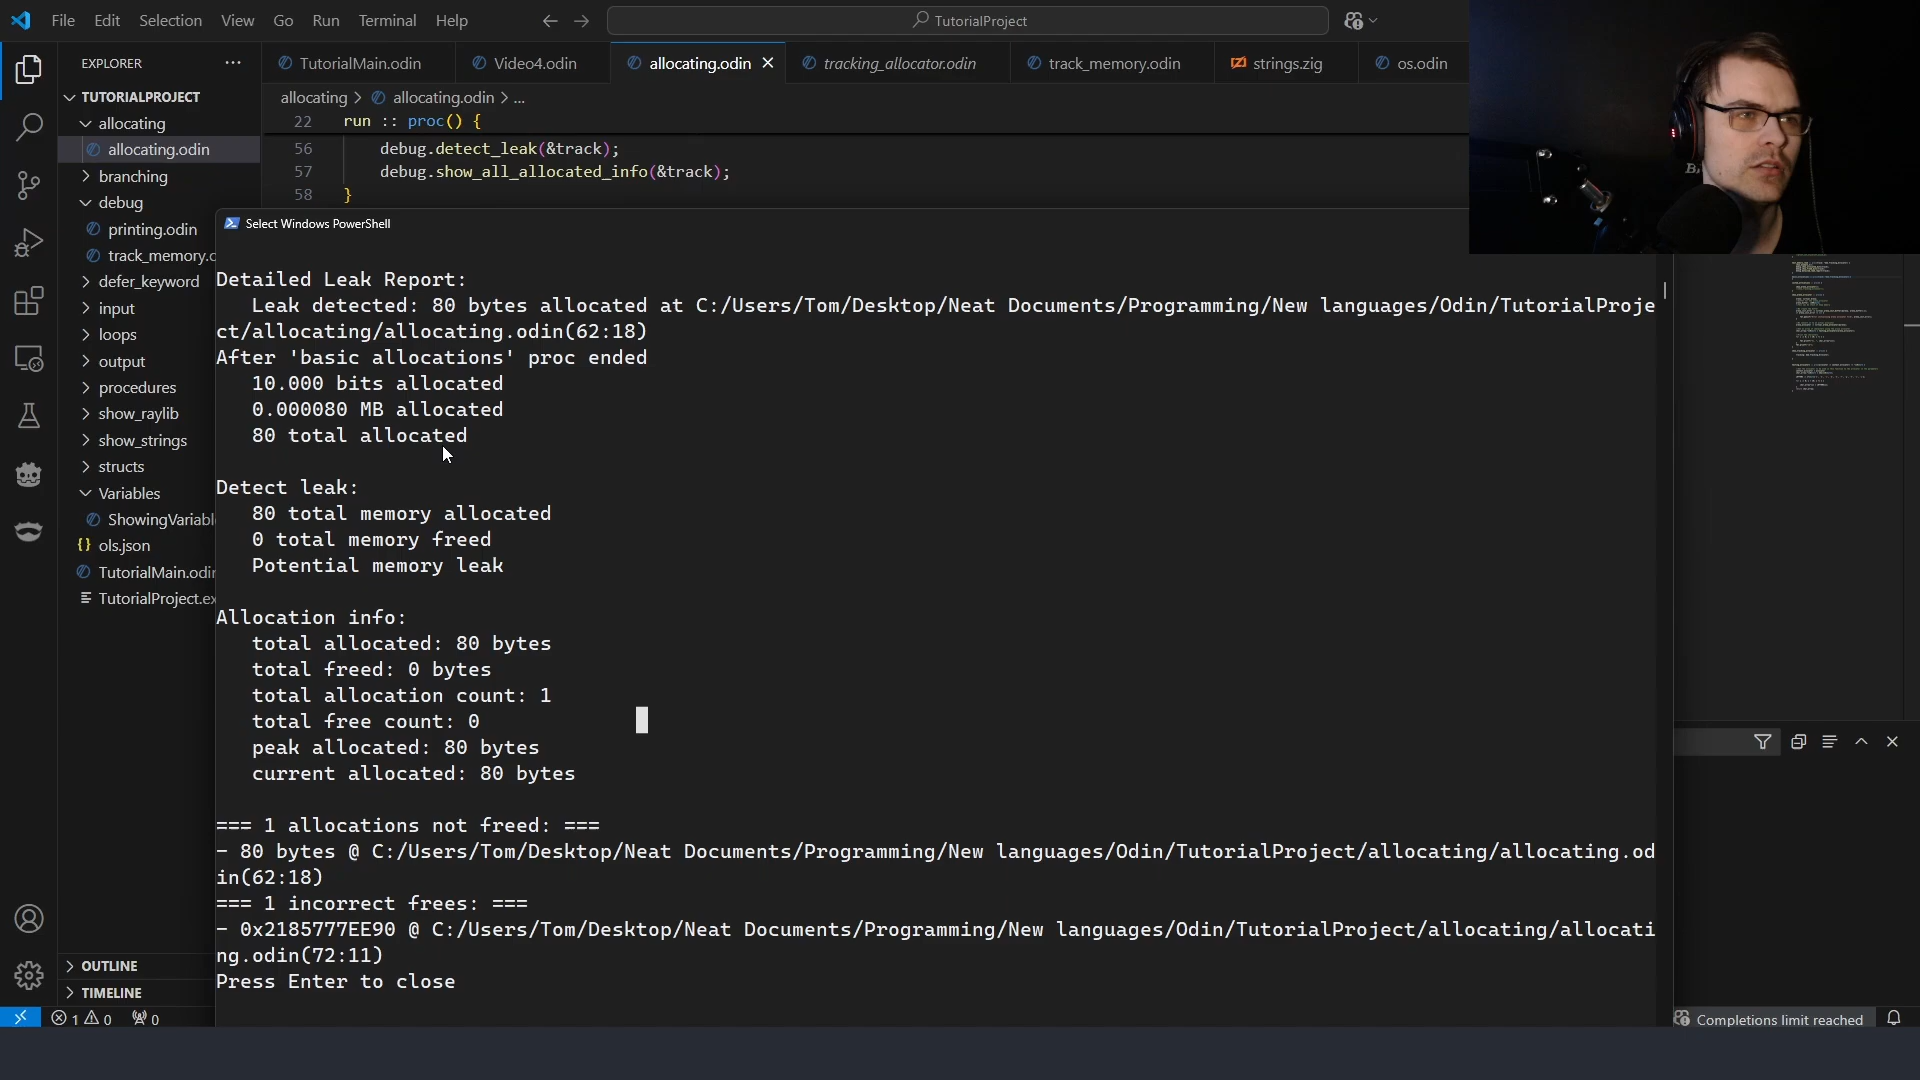 File Edit Selection View Go Run Terminal Help
TutorialProject
EXPLORER
TutorialMain.odin
Video4.odin
allocating.odin
tracking_allocator.odin
track_memory.odin
strings.zig
os.odin
TUTORIALPROJECT
allocating
allocating.odin
branching
debug
printing.odin
track_memory.o
defer_keyword
input
loops
output
procedures
show_raylib
show_strings
structs
Variables
ShowingVariabl
ols.json
TutorialMain.odin
TutorialProject.ex
OUTLINE
TIMELINE
allocating > allocating.odin > ...
22 run :: proc() {
56 debug.detect_leak(&track);
57 debug.show_all_allocated_info(&track);
58 }
Select Windows PowerShell
Detailed Leak Report:
Leak detected: 80 bytes allocated at C:/Users/Tom/Desktop/Neat Documents/Programming/New languages/Odin/TutorialProje
ct/allocating/allocating.odin(62:18)
After 'basic allocations' proc ended
10.000 bits allocated
0.000080 MB allocated
80 total allocated
Detect leak:
80 total memory allocated
0 total memory freed
Potential memory leak
Allocation info:
total allocated: 80 bytes
total freed: 0 bytes
total allocation count: 1
total free count: 0
peak allocated: 80 bytes
current allocated: 80 bytes
=== 1 allocations not freed: ===
- 80 bytes @ C:/Users/Tom/Desktop/Neat Documents/Programming/New languages/Odin/TutorialProject/allocating/allocating.od
in(62:18)
=== 1 incorrect frees: ===
- 0x2185777EE90 @ C:/Users/Tom/Desktop/Neat Documents/Programming/New languages/Odin/TutorialProject/allocating/allocati
ng.odin(72:11)
Press Enter to close
1 0 0
Completions limit reached